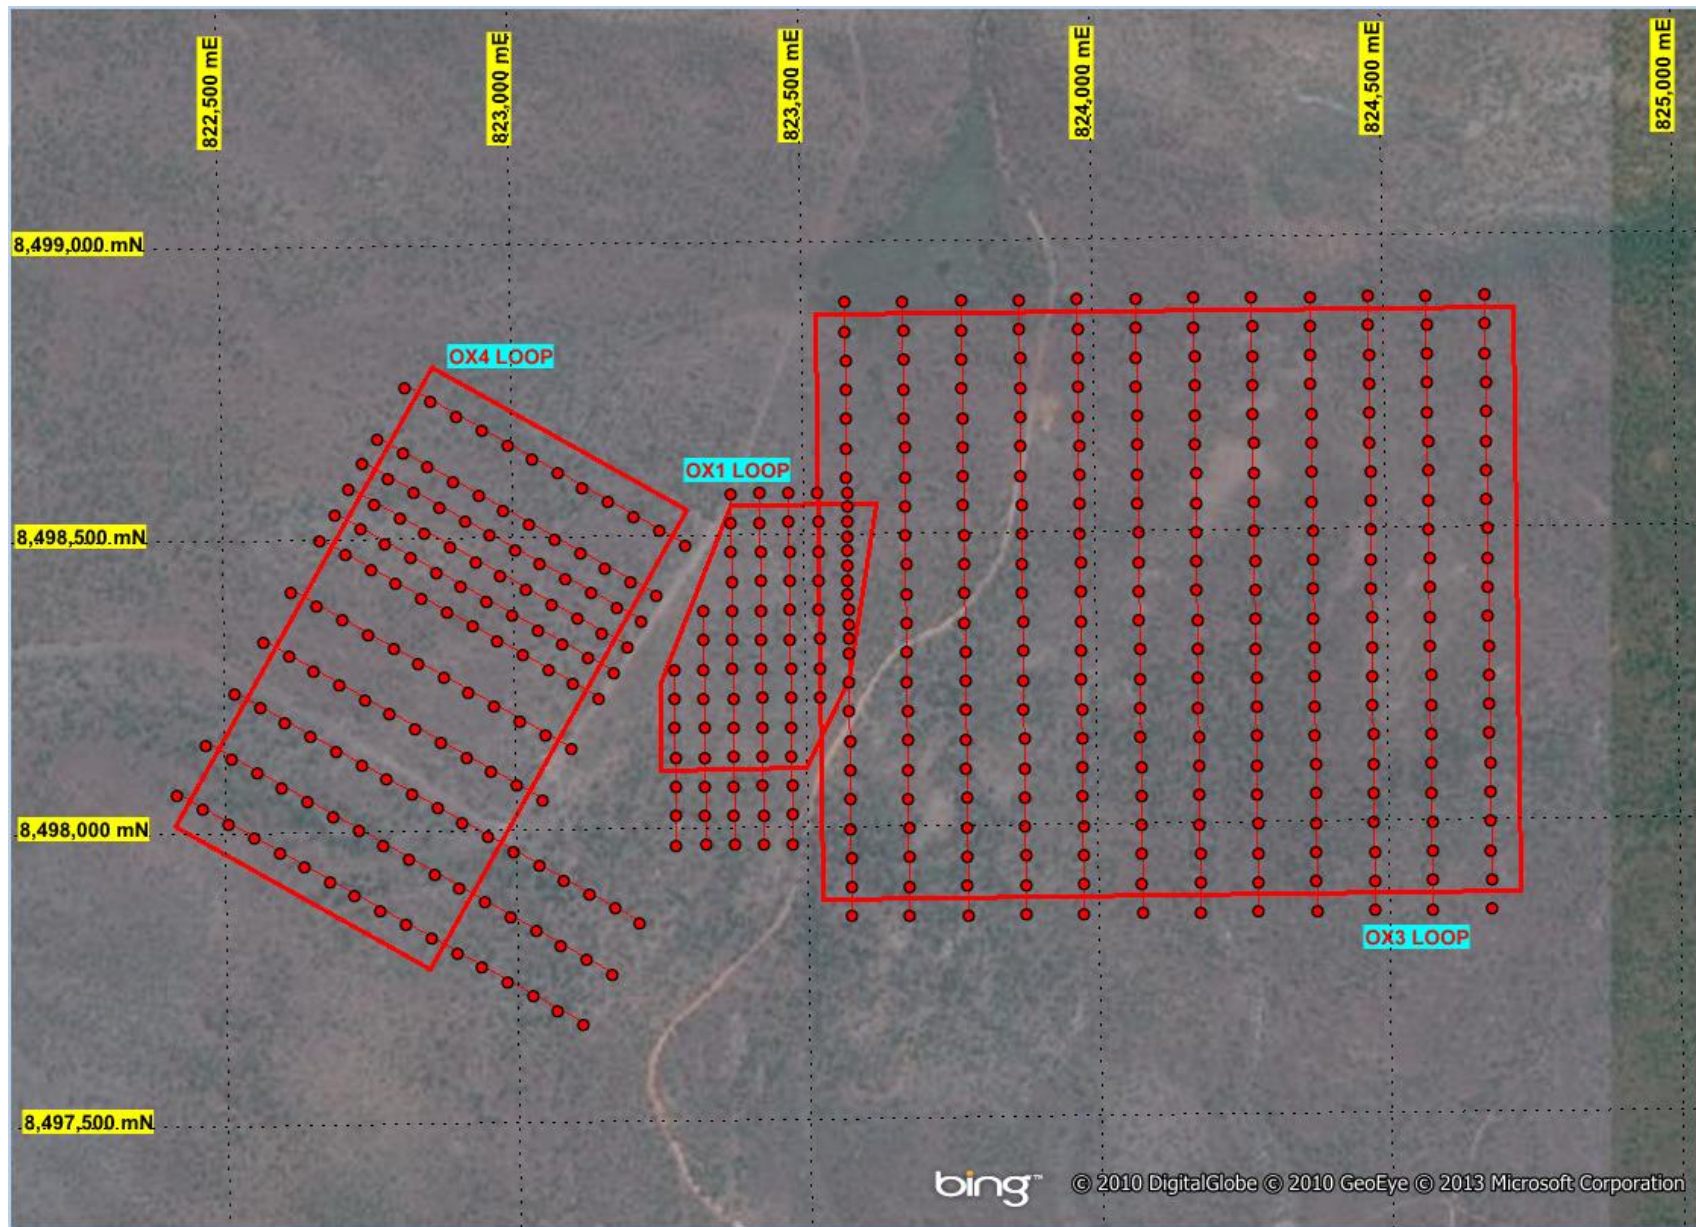 822,500 mE
823,000 mE
823,500 mE
824,000 mE
824,500 mE
825,000 mE
8,499,000 mN
OX4 LOOP
OX1 LOOP
8,498,500 mN
8,498,000 mN
OX3 LOOP
8,497,500 mN
bing™ © 2010 DigitalGlobe © 2010 GeoEye © 2013 Microsoft Corporation